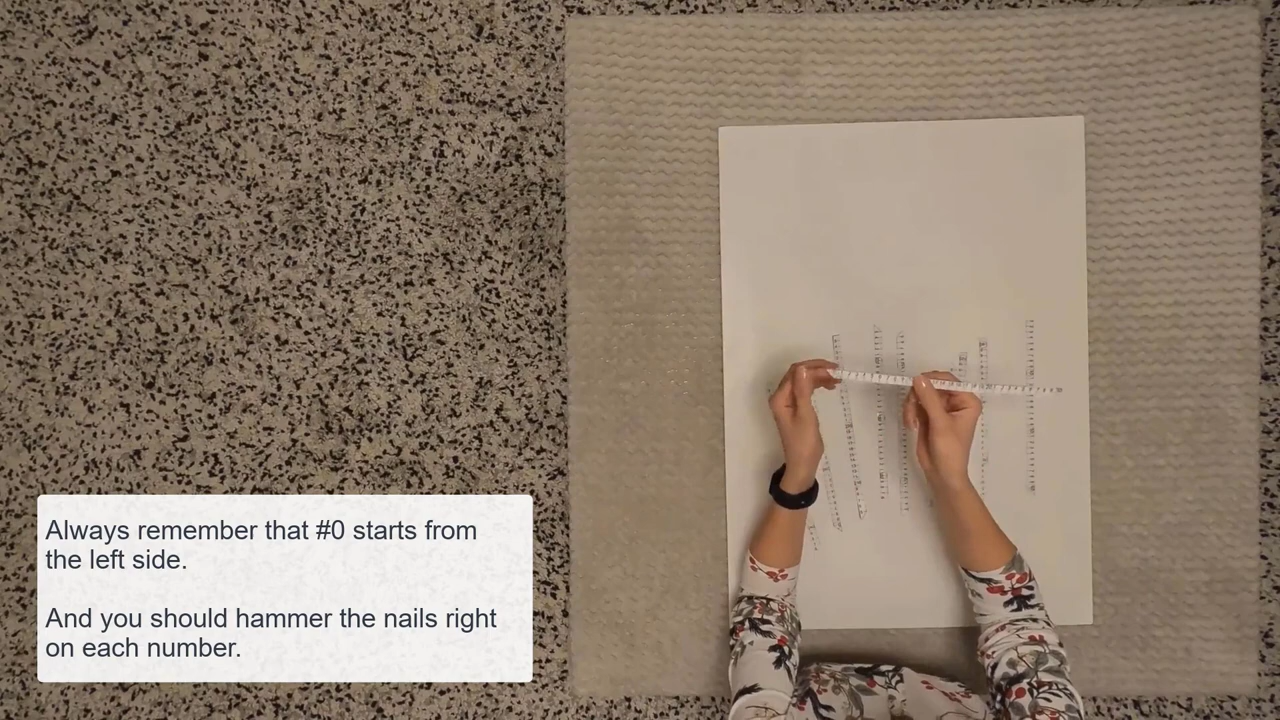 Always remember that #0 starts from
the left side.
And you should hammer the nails right
on each number.